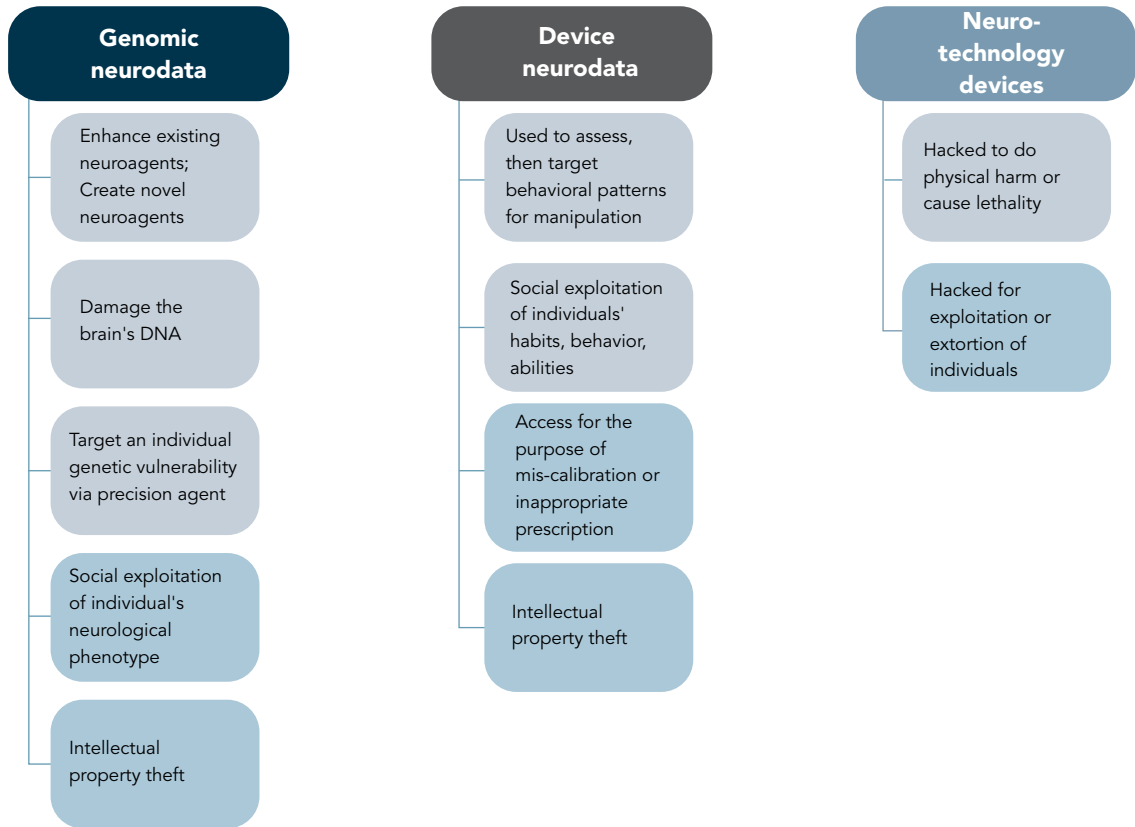 Genomic
neurodata
Enhance existing
neuroagents;
Create novel
neuroagents
Damage the
brain's DNA
Target an individual
genetic vulnerability
via precision agent
Social exploitation
of individual's
neurological
phenotype
Intellectual
property theft
Device
neurodata
Used to assess,
then target
behavioral patterns
for manipulation
Social exploitation
of individuals'
habits, behavior,
abilities
Access for the
purpose of
mis-calibration or
inappropriate
prescription
Intellectual
property theft
Neuro-
technology
devices
Hacked to do
physical harm or
cause lethality
Hacked for
exploitation or
extortion of
individuals